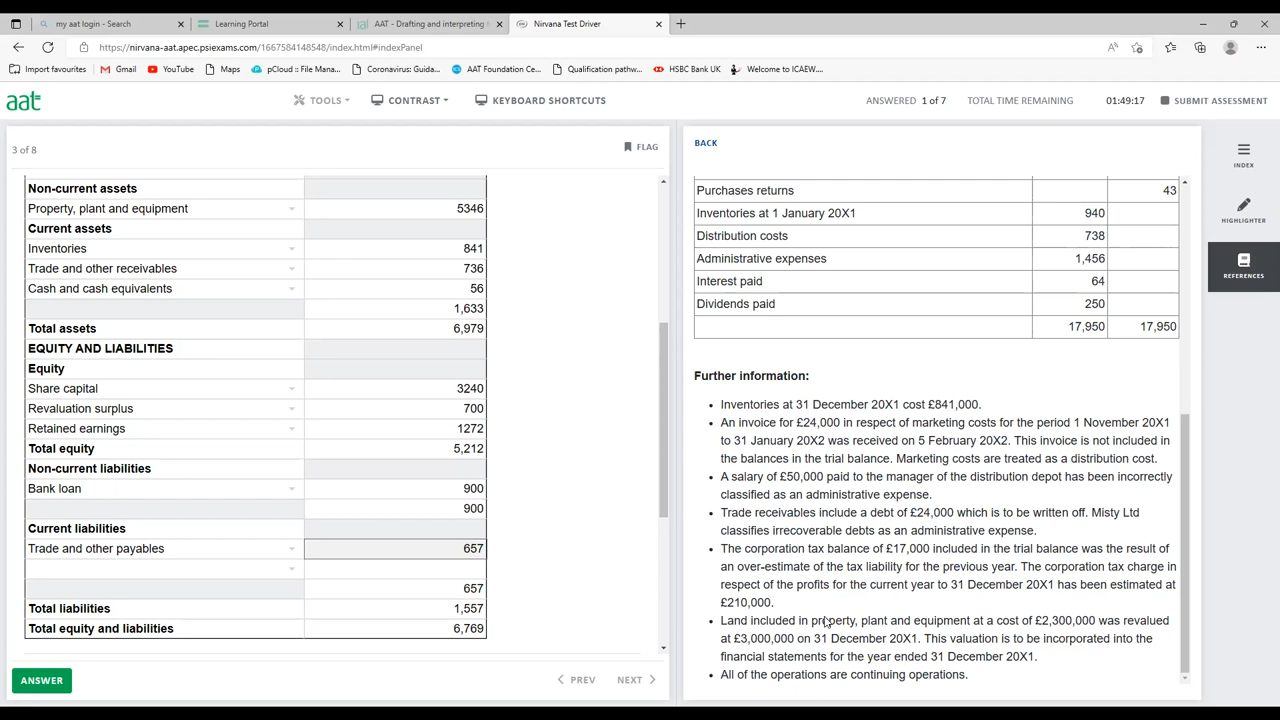 my aat login - Search
Learning Portal
AAT - Drafting and interpreting f
Nirvana Test Driver
https://nirvana-aat.apec.psiexams.com/1667584148548/index.html#indexPanel
Import favourites
Gmail
YouTube
Maps
pCloud :: File Mana...
Coronavirus: Guida...
AAT Foundation Ce...
Qualification pathw...
HSBC Bank UK
Welcome to ICAEW....
aat
TOOLS
CONTRAST
KEYBOARD SHORTCUTS
ANSWERED 1 of 7
TOTAL TIME REMAINING
01:49:17
SUBMIT ASSESSMENT
3 of 8
FLAG
Non-current assets
Property, plant and equipment 5346
Current assets
Inventories 841
Trade and other receivables 736
Cash and cash equivalents 56
1,633
Total assets 6,979
EQUITY AND LIABILITIES
Equity
Share capital 3240
Revaluation surplus 700
Retained earnings 1272
Total equity 5,212
Non-current liabilities
Bank loan 900
900
Current liabilities
Trade and other payables 657
657
Total liabilities 1,557
Total equity and liabilities 6,769
ANSWER
PREV
NEXT
BACK
Purchases returns 43
Inventories at 1 January 20X1 940
Distribution costs 738
Administrative expenses 1,456
Interest paid 64
Dividends paid 250
17,950 17,950
Further information:
• Inventories at 31 December 20X1 cost £841,000.
• An invoice for £24,000 in respect of marketing costs for the period 1 November 20X1
to 31 January 20X2 was received on 5 February 20X2. This invoice is not included in
the balances in the trial balance. Marketing costs are treated as a distribution cost.
• A salary of £50,000 paid to the manager of the distribution depot has been incorrectly
classified as an administrative expense.
• Trade receivables include a debt of £24,000 which is to be written off. Misty Ltd
classifies irrecoverable debts as an administrative expense.
• The corporation tax balance of £17,000 included in the trial balance was the result of
an over-estimate of the tax liability for the previous year. The corporation tax charge in
respect of the profits for the current year to 31 December 20X1 has been estimated at
£210,000.
• Land included in property, plant and equipment at a cost of £2,300,000 was revalued
at £3,000,000 on 31 December 20X1. This valuation is to be incorporated into the
financial statements for the year ended 31 December 20X1.
• All of the operations are continuing operations.
INDEX
HIGHLIGHTER
REFERENCES